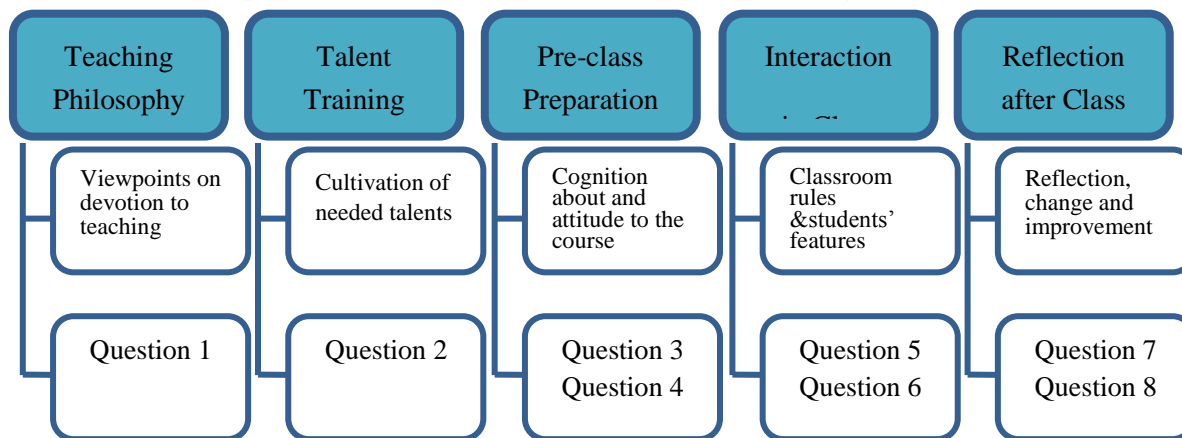 Teaching
Philosophy
Talent
Training
Pre-class
Preparation
Interaction
Reflection
after Class
Viewpoints on
devotion to
teaching
Cultivation of
needed talents
Cognition
about and
attitude to the
course
Classroom
rules
&students’
features
Reflection,
change and
improvement
Question 1
Question 2
Question 3
Question 4
Question 5
Question 6
Question 7
Question 8